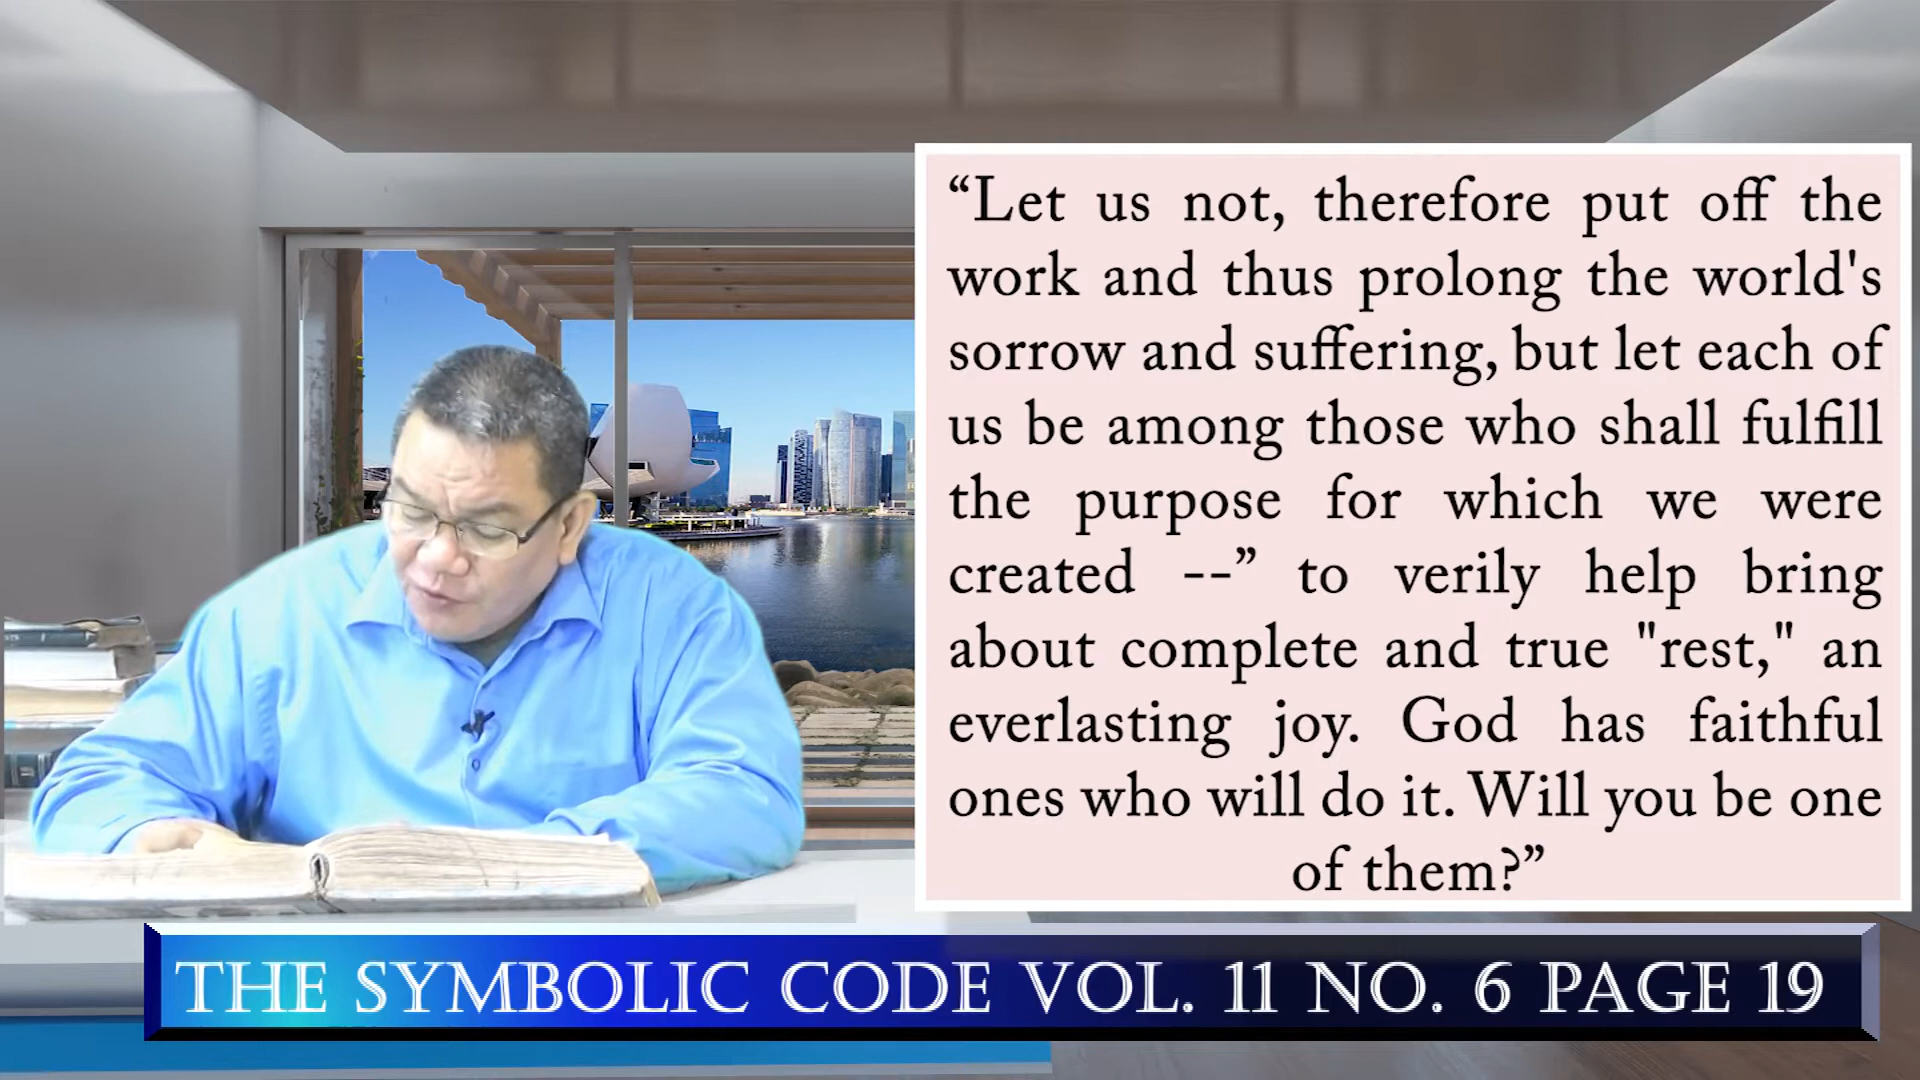 “Let us not, therefore put off the
work and thus prolong the world's
sorrow and suffering, but let each of
us be among those who shall fulfill
the purpose for which we were
created --” to verily help bring
about complete and true "rest," an
everlasting joy. God has faithful
ones who will do it. Will you be one
of them?”
THE SYMBOLIC CODE VOL. 11 NO. 6 PAGE 19